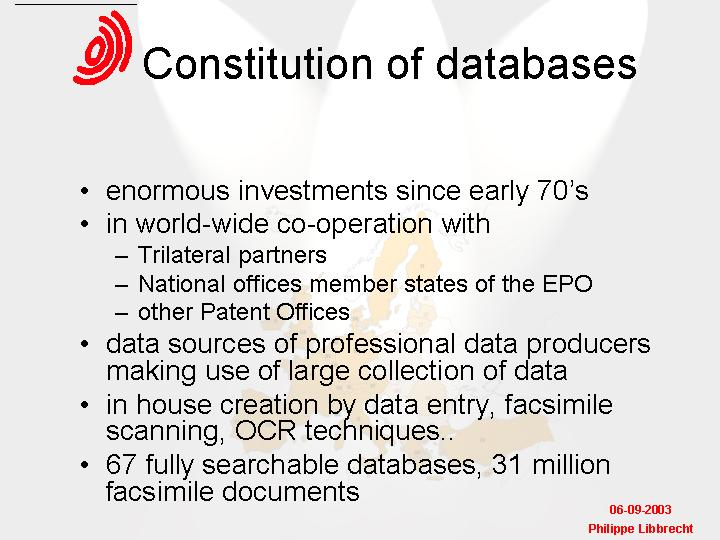 Constitution of databases
• enormous investments since early 70’s
• in world-wide co-operation with
– Trilateral partners
– National offices member states of the EPO
– other Patent Offices
• data sources of professional data producers
making use of large collection of data
• in house creation by data entry, facsimile
scanning, OCR techniques..
• 67 fully searchable databases, 31 million
facsimile documents
06-09-2003
Philippe Libbrecht